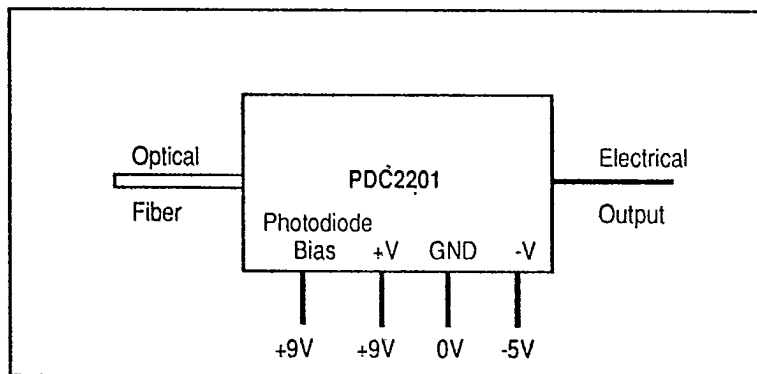 Optical
Fiber
PDC2201
Electrical
Output
Photodiode
Bias +V GND -V
+9V +9V 0V -5V